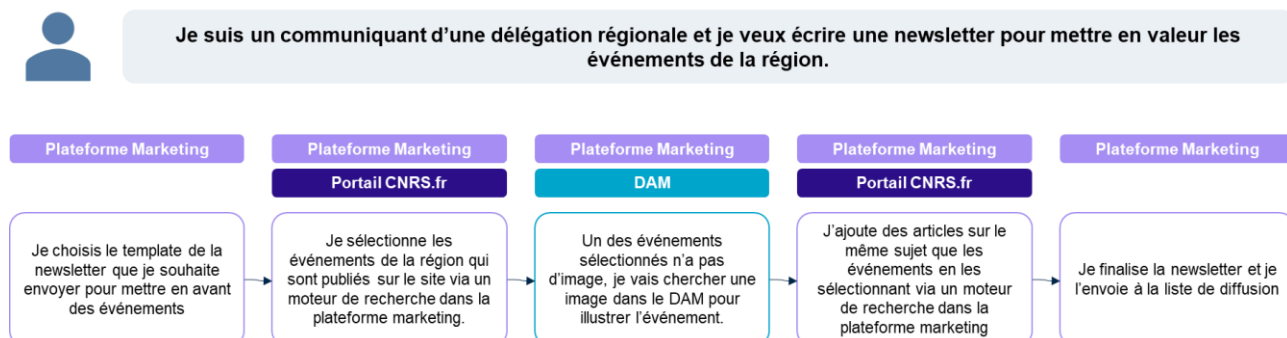 Je suis un communiquant d'une délégation régionale et je veux écrire une newsletter pour mettre en valeur les
événements de la région.
Plateforme Marketing
Plateforme Marketing
Plateforme Marketing
Plateforme Marketing
Plateforme Marketing
Portail CNRS.fr
DAM
Portail CNRS.fr
Je choisis le template de la
newsletter que je souhaite
envoyer pour mettre en avant
des événements
Je sélectionne les
événements de la région qui
sont publiés sur le site via un
moteur de recherche dans la
plateforme marketing.
Un des événements
sélectionnés n'a pas
d'image, je vais chercher une
image dans le DAM pour
illustrer l'événement.
J'ajoute des articles sur le
même sujet que les
événements en les
sélectionnant via un moteur
de recherche dans la
plateforme marketing
Je finalise la newsletter et je
l'envoie à la liste de diffusion